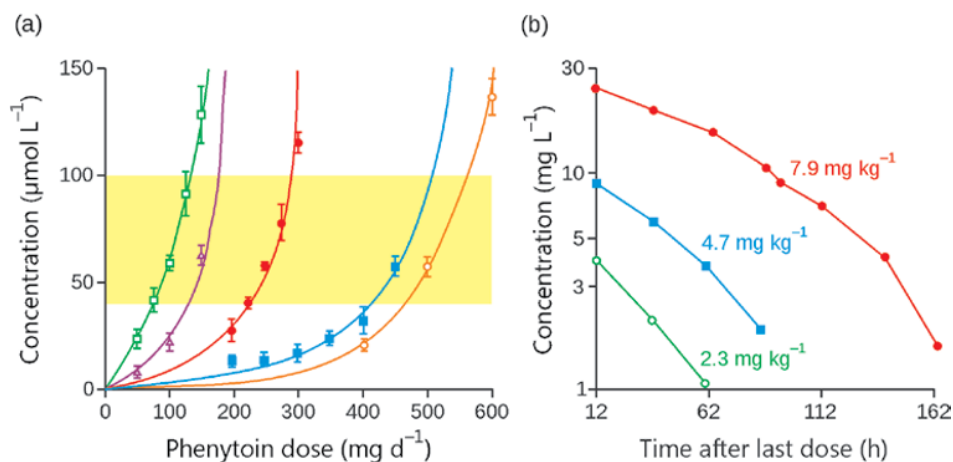 (a)
150
100
50
0
Concentration (µmol L⁻¹)
0 100 200 300 400 500 600
Phenytoin dose (mg d⁻¹)
(b)
30
10
5
3
1
Concentration (mg L⁻¹)
7.9 mg kg⁻¹
4.7 mg kg⁻¹
2.3 mg kg⁻¹
12 62 112 162
Time after last dose (h)